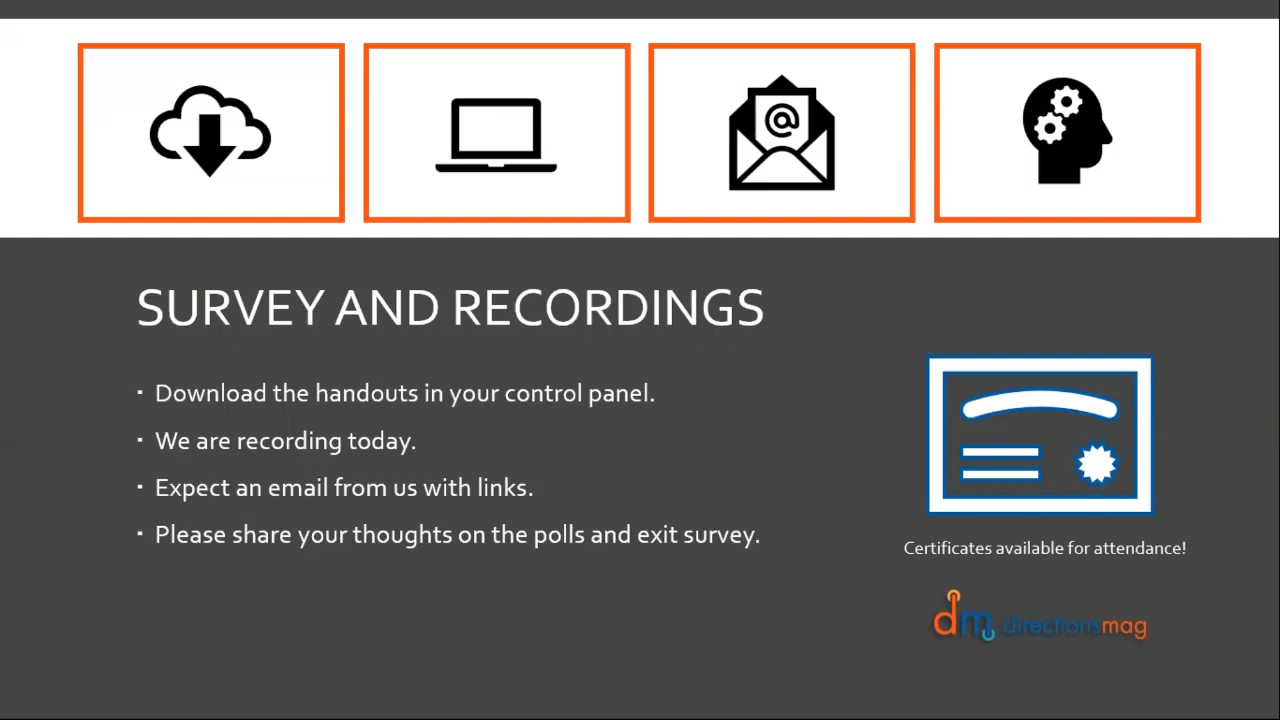 @
SURVEY AND RECORDINGS
▪ Download the handouts in your control panel.
▪ We are recording today.
▪ Expect an email from us with links.
▪ Please share your thoughts on the polls and exit survey.
Certificates available for attendance!
dm directionsmag